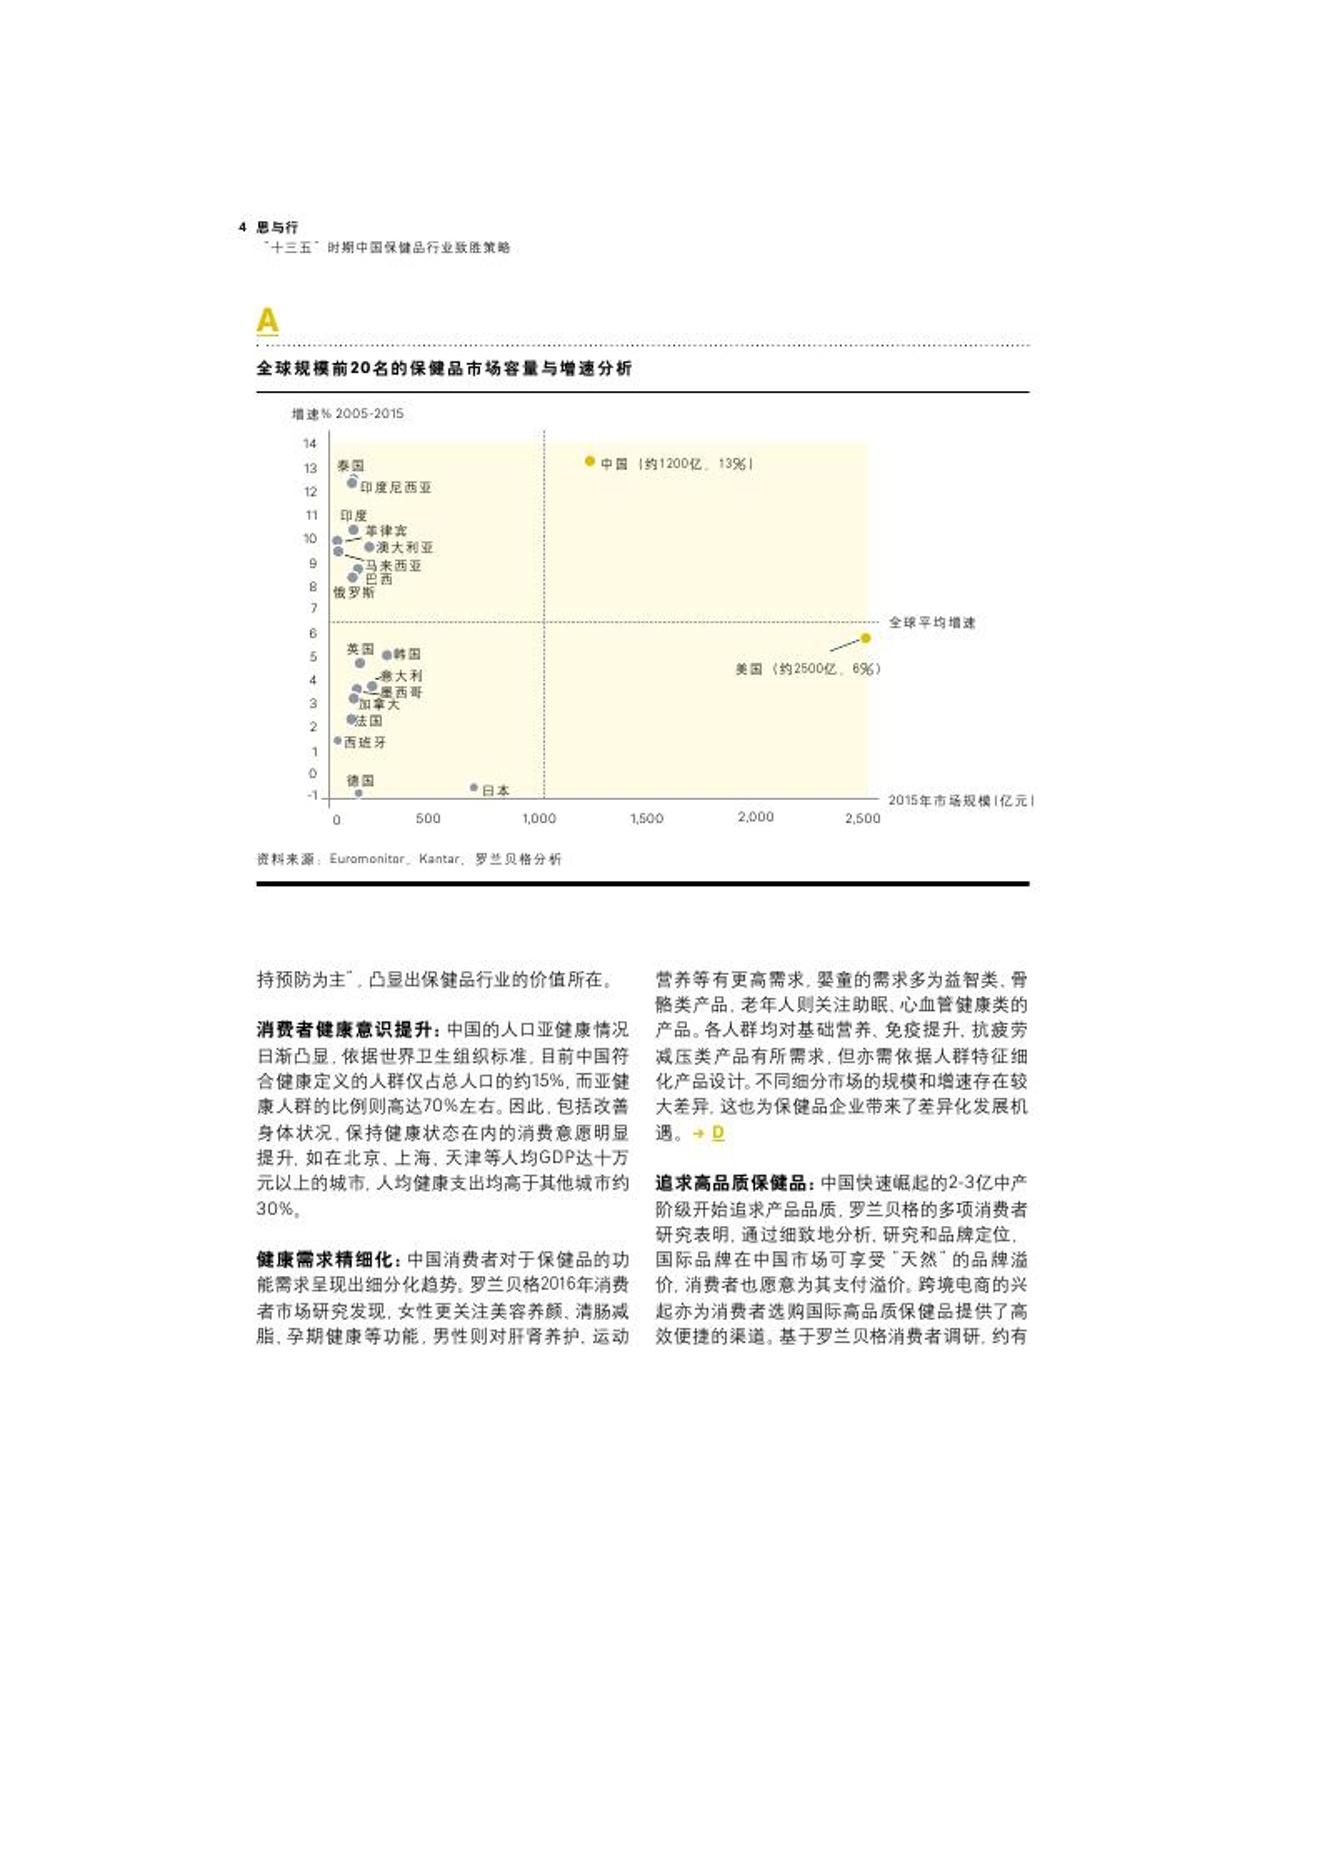 4 思与行
“十三五” 时期中国保健品行业致胜策略
A
全球规模前20名的保健品市场容量与增速分析
增速% 2005-2015
14
13
12
11
10
9
8
7
6
5
4
3
2
1
0
-1
泰国
印度尼西亚
印度
菲律宾
澳大利亚
马来西亚
巴西
俄罗斯
中国（约1200亿，13%）
全球平均增速
美国（约2500亿，6%）
英国
韩国
意大利
墨西哥
加拿大
法国
西班牙
德国
日本
2015年市场规模（亿元）
0 500 1,000 1,500 2,000 2,500
资料来源：Euromonitor、Kantar、罗兰贝格分析
持预防为主”，凸显出保健品行业的价值所在。
消费者健康意识提升：中国的人口亚健康情况
日渐凸显，依据世界卫生组织标准，目前中国符
合健康定义的人群仅占总人口的约15%，而亚健
康人群的比例则高达70%左右。因此，包括改善
身体状况、保持健康状态在内的消费意愿明显
提升，如在北京、上海、天津等人均GDP达十万
元以上的城市，人均健康支出均高于其他城市约
30%。
健康需求精细化：中国消费者对于保健品的功
能需求呈现出细分化趋势。罗兰贝格2016年消费
者市场研究发现，女性更关注美容养颜、清肠减
脂、孕期健康等功能，男性则对肝肾养护、运动
营养等有更高需求，婴童的需求多为益智类、骨
骼类产品，老年人则关注助眠、心血管健康类的
产品。各人群均对基础营养、免疫提升、抗疲劳
减压类产品有所需求，但亦需依据人群特征细
化产品设计。不同细分市场的规模和增速存在较
大差异，这也为保健品企业带来了差异化发展机
遇。→ D
追求高品质保健品：中国快速崛起的2-3亿中产
阶级开始追求产品品质，罗兰贝格的多项消费者
研究表明，通过细致地分析、研究和品牌定位，
国际品牌在中国市场可享受“天然”的品牌溢
价，消费者也愿意为其支付溢价。跨境电商的兴
起亦为消费者选购国际高品质保健品提供了高
效便捷的渠道。基于罗兰贝格消费者调研，约有